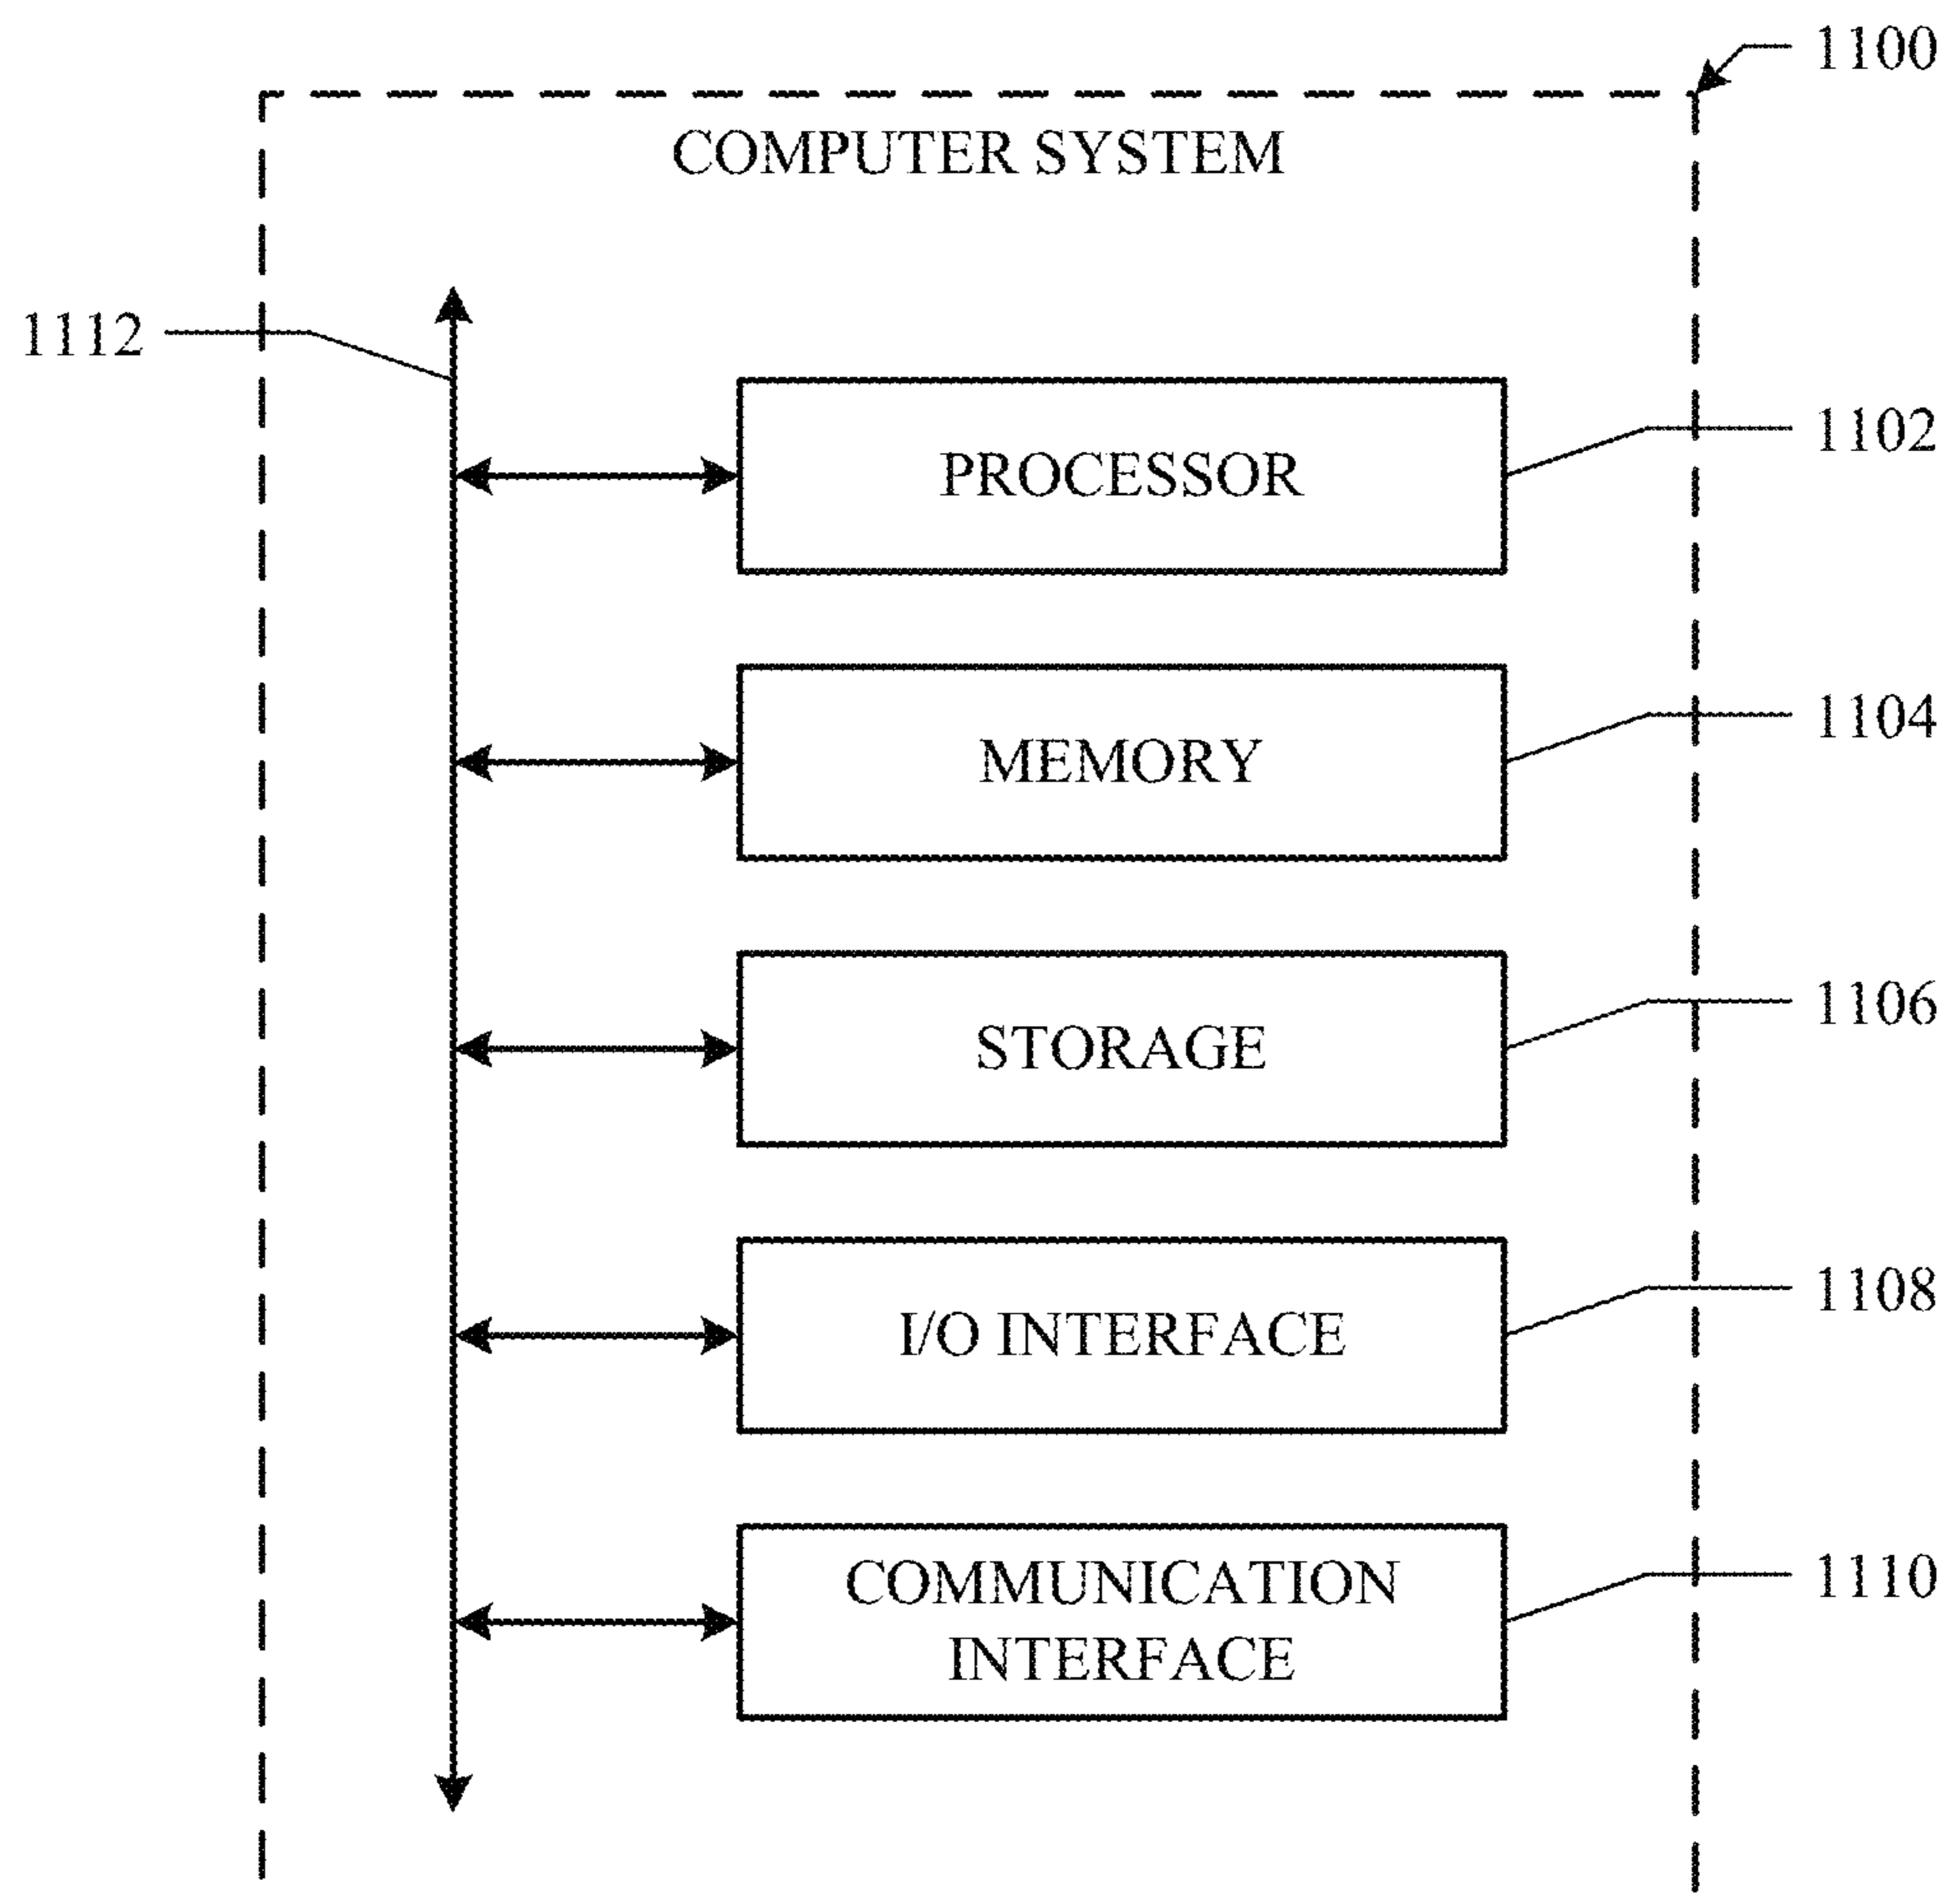 1100
COMPUTER SYSTEM
1112
1102
PROCESSOR
1104
MEMORY
1106
STORAGE
1108
I/O INTERFACE
1110
COMMUNICATION
INTERFACE